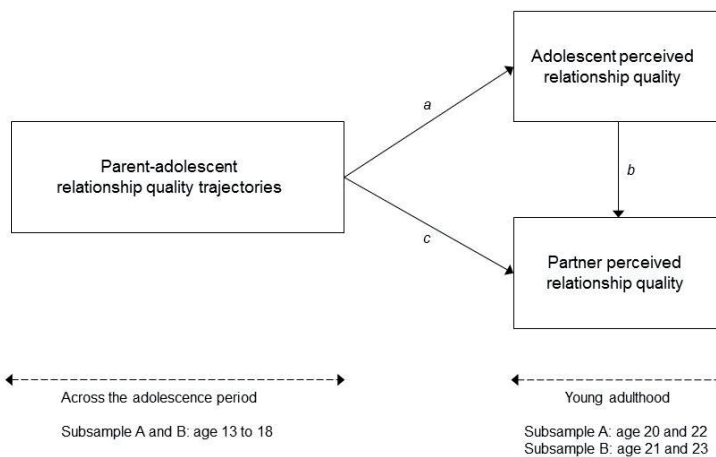 Adolescent perceived
relationship quality
a
Parent-adolescent
relationship quality trajectories
b
c
Partner perceived
relationship quality
Across the adolescence period
Young adulthood
Subsample A and B: age 13 to 18
Subsample A: age 20 and 22
Subsample B: age 21 and 23